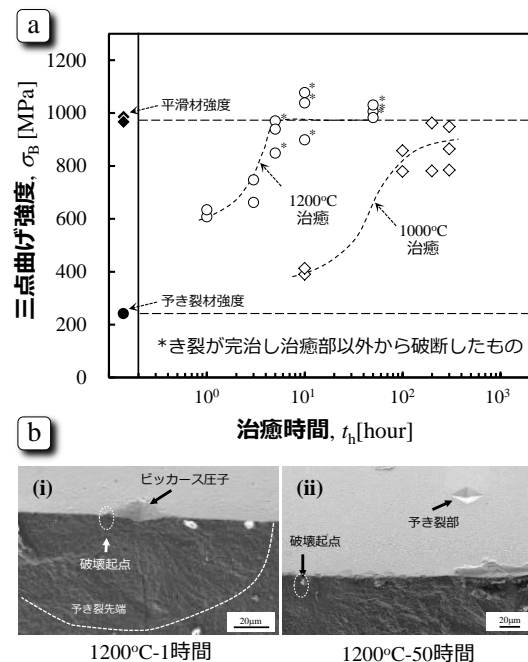 a
1200
1000
800
600
400
200
0
三点曲げ強度, σB [MPa]
平滑材強度
予き裂材強度
1200°C
治癒
1000°C
治癒
*き裂が完治し治癒部以外から破断したもの
10⁰ 10¹ 10² 10³
治癒時間, th[hour]
b
(i)
ビッカース圧子
破壊起点
予き裂先端
20μm
1200°C-1時間
(ii)
予き裂部
破壊起点
20μm
1200°C-50時間